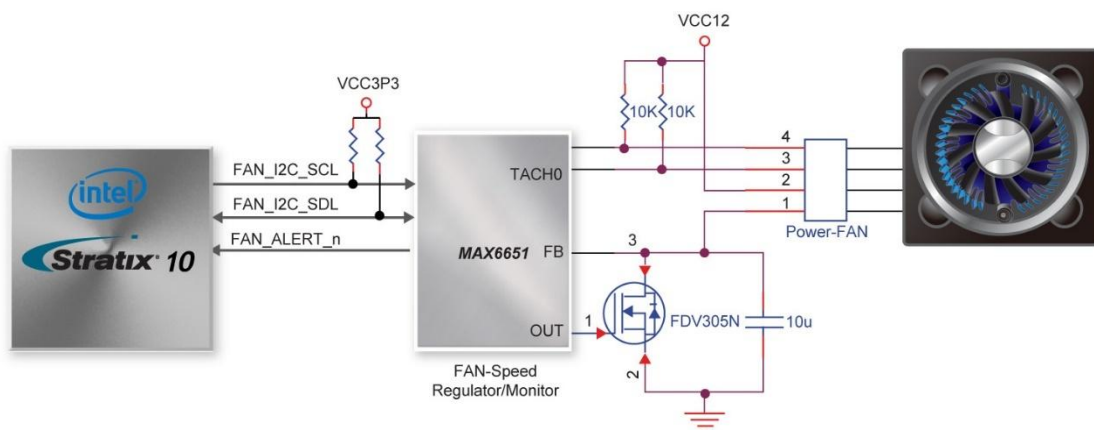 VCC12
VCC3P3
10K 10K
4
3
2
1
Power-FAN
intel
Stratix 10
FAN_I2C_SCL
FAN_I2C_SDL
FAN_ALERT_n
TACH0
MAX6651 FB
OUT
FAN-Speed
Regulator/Monitor
3
1
2
FDV305N
10u